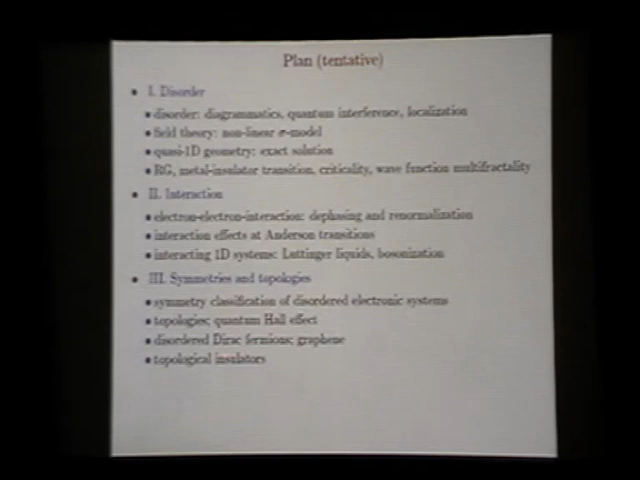 Plan (tentative)
• I. Disorder
• disorder: diagrammatics, quantum interference, localization
• field theory: non-linear σ-model
• quasi-1D geometry: exact solution
• RG, metal-insulator transition, criticality, wave function multifractality
• II. Interaction
• electron-electron-interaction: dephasing and renormalization
• interaction effects at Anderson transitions
• interacting 1D systems: Luttinger liquids, bosonization
• III. Symmetries and topologies
• symmetry classification of disordered electronic systems
• topologies; quantum Hall effect
• disordered Dirac fermions; graphene
• topological insulators